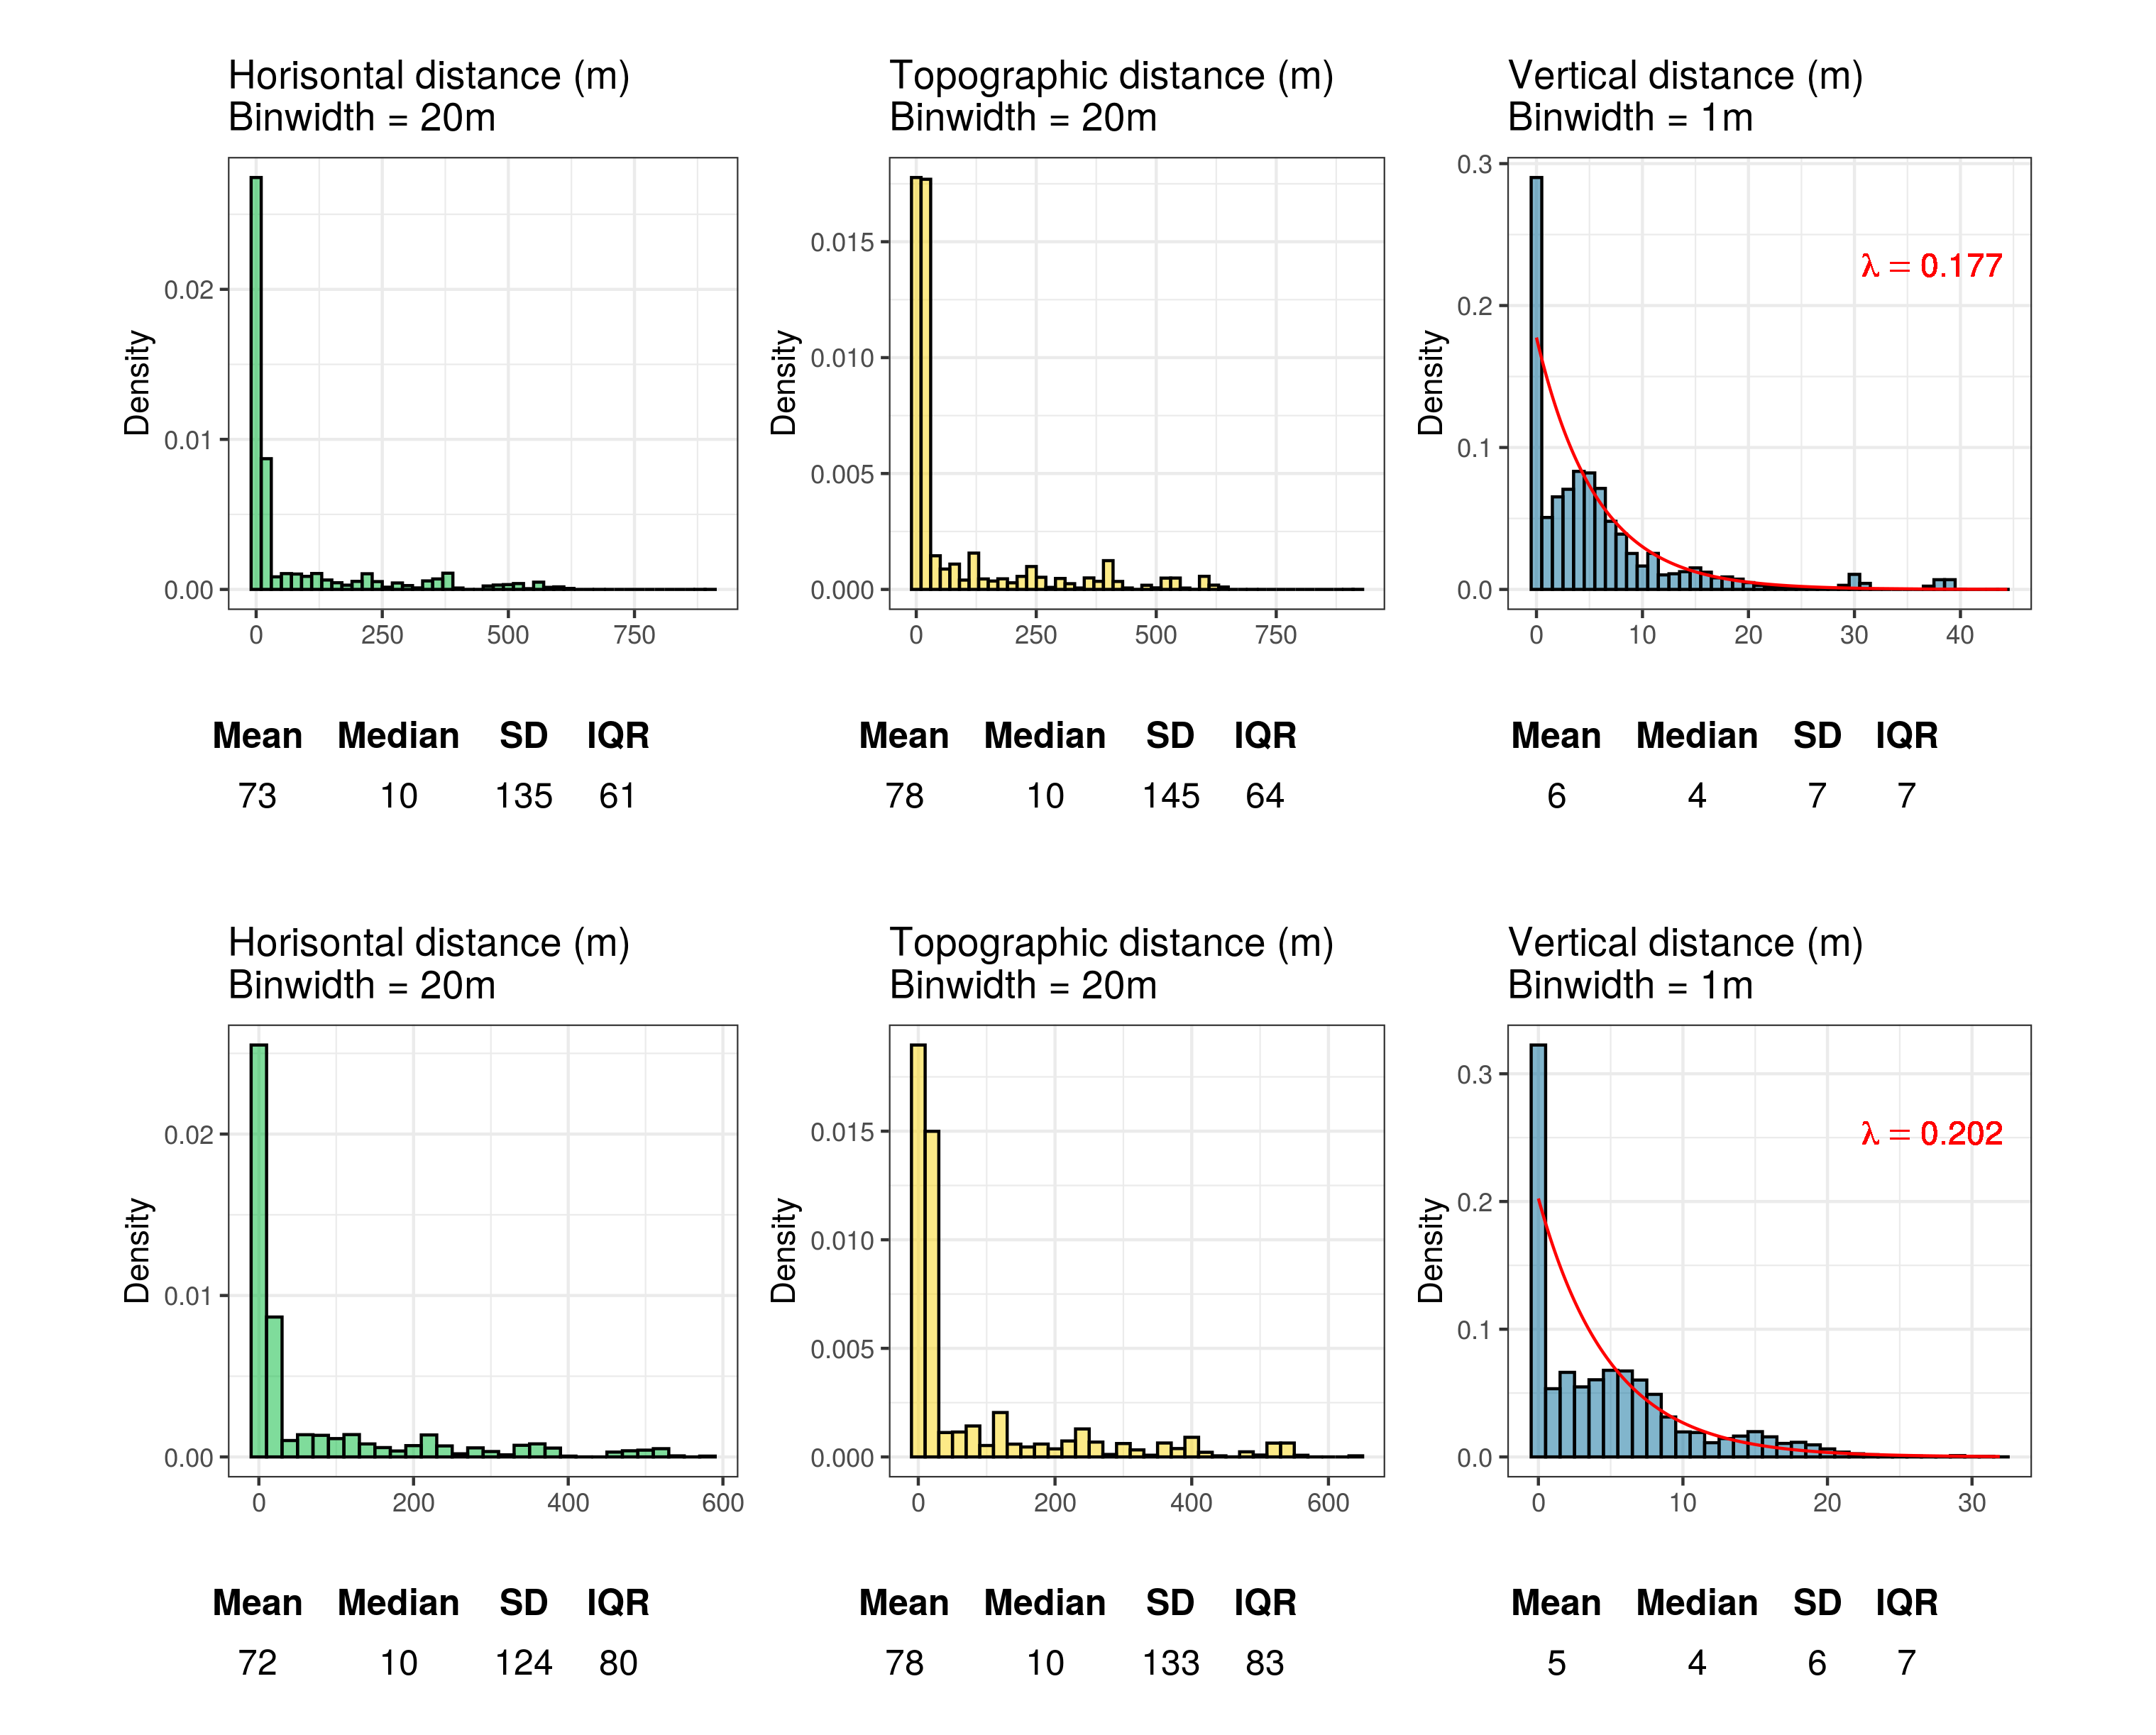 Horisontal distance (m)
Binwidth = 20m
Density
0.02
0.01
0.00
0 250 500 750
Mean Median SD IQR
73 10 135 61
Topographic distance (m)
Binwidth = 20m
Density
0.015
0.010
0.005
0.000
0 250 500 750
Mean Median SD IQR
78 10 145 64
Vertical distance (m)
Binwidth = 1m
Density
0.3
0.2
0.1
0.0
λ = 0.177
0 10 20 30 40
Mean Median SD IQR
6 4 7 7
Horisontal distance (m)
Binwidth = 20m
Density
0.02
0.01
0.00
0 200 400 600
Mean Median SD IQR
72 10 124 80
Topographic distance (m)
Binwidth = 20m
Density
0.015
0.010
0.005
0.000
0 200 400 600
Mean Median SD IQR
78 10 133 83
Vertical distance (m)
Binwidth = 1m
Density
0.3
0.2
0.1
0.0
λ = 0.202
0 10 20 30
Mean Median SD IQR
5 4 6 7